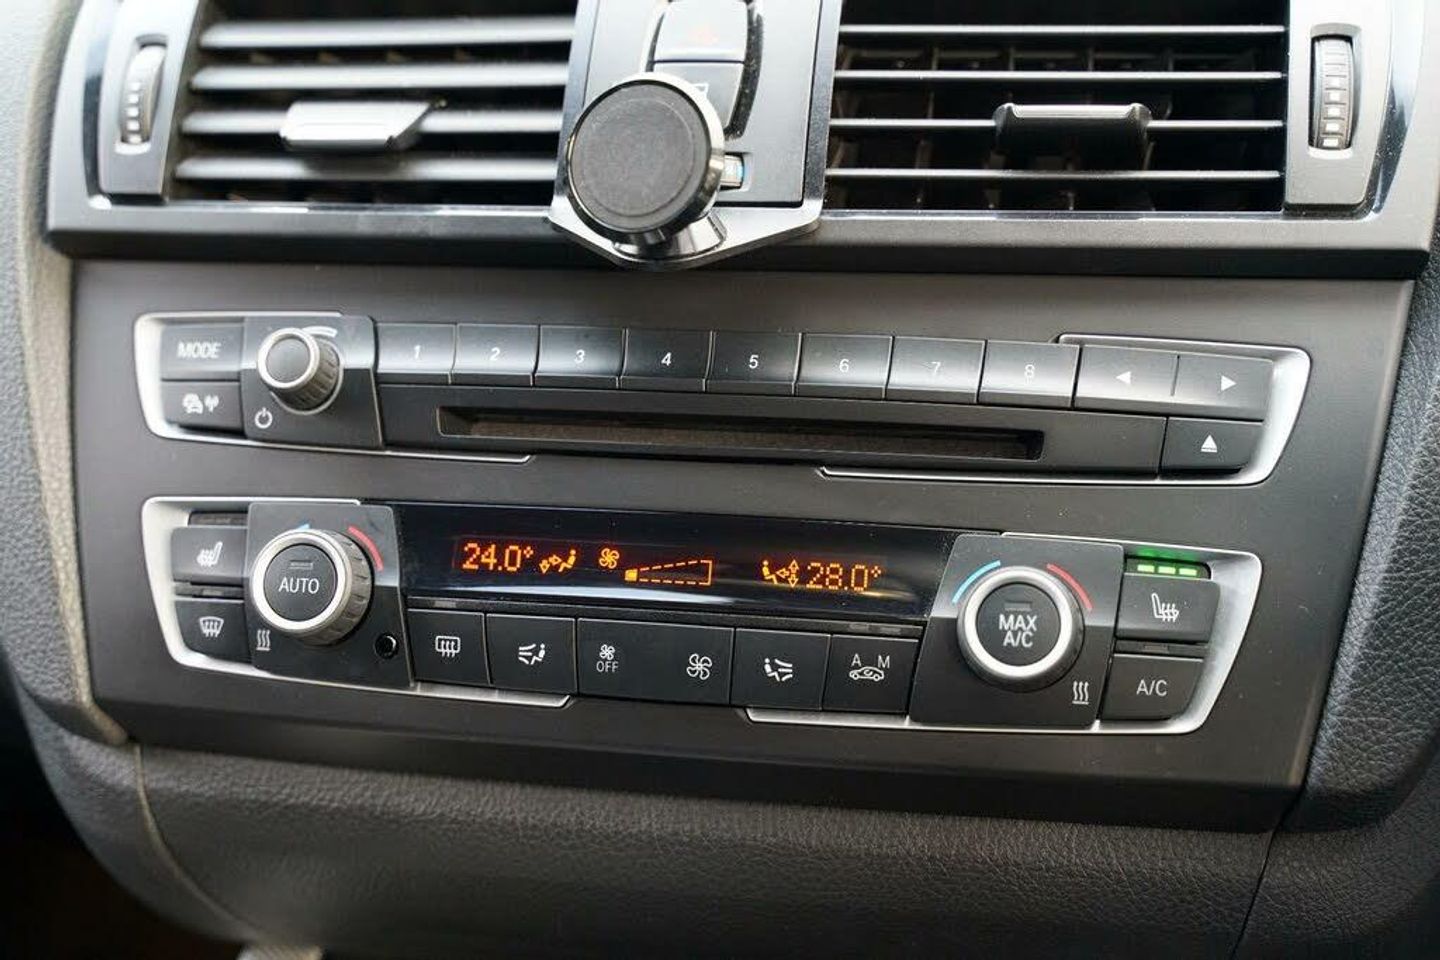 MODE
1 2 3 4 5 6 7 8
24.0° 28.0°
AUTO
MAX
A/C
OFF
A M
A/C